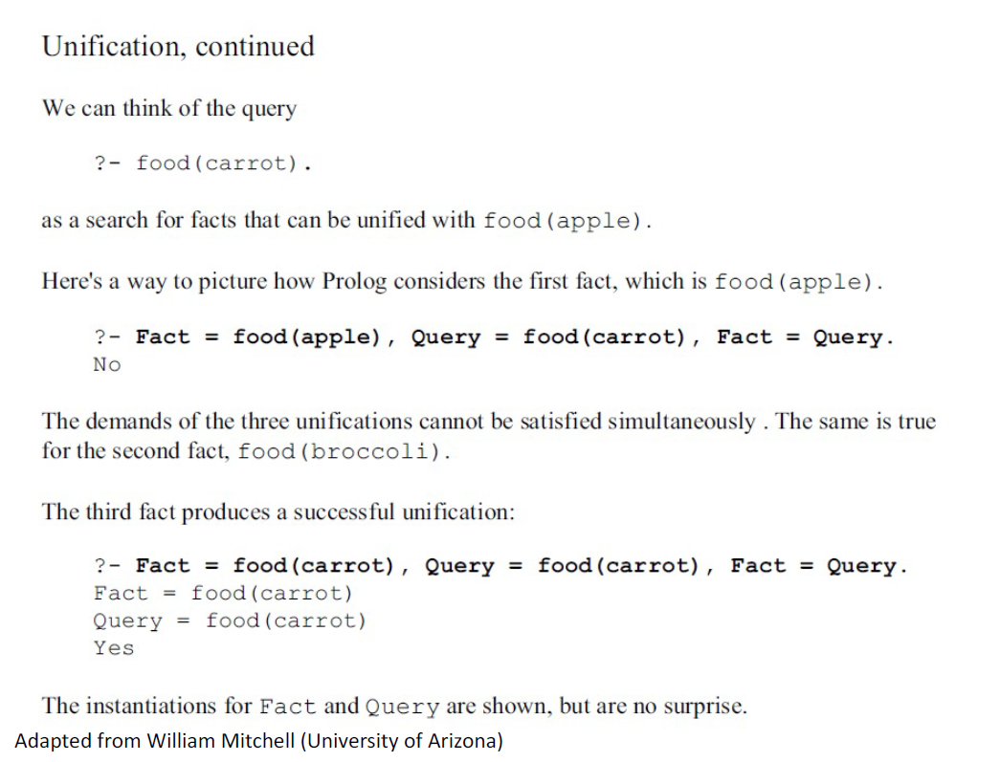 Unification, continued
We can think of the query
?- food(carrot).
as a search for facts that can be unified with food(apple).
Here's a way to picture how Prolog considers the first fact, which is food(apple).
?- Fact = food(apple), Query = food(carrot), Fact = Query.
No
The demands of the three unifications cannot be satisfied simultaneously . The same is true
for the second fact, food(broccoli).
The third fact produces a successful unification:
?- Fact = food(carrot), Query = food(carrot), Fact = Query.
Fact = food(carrot)
Query = food(carrot)
Yes
The instantiations for Fact and Query are shown, but are no surprise.
Adapted from William Mitchell (University of Arizona)